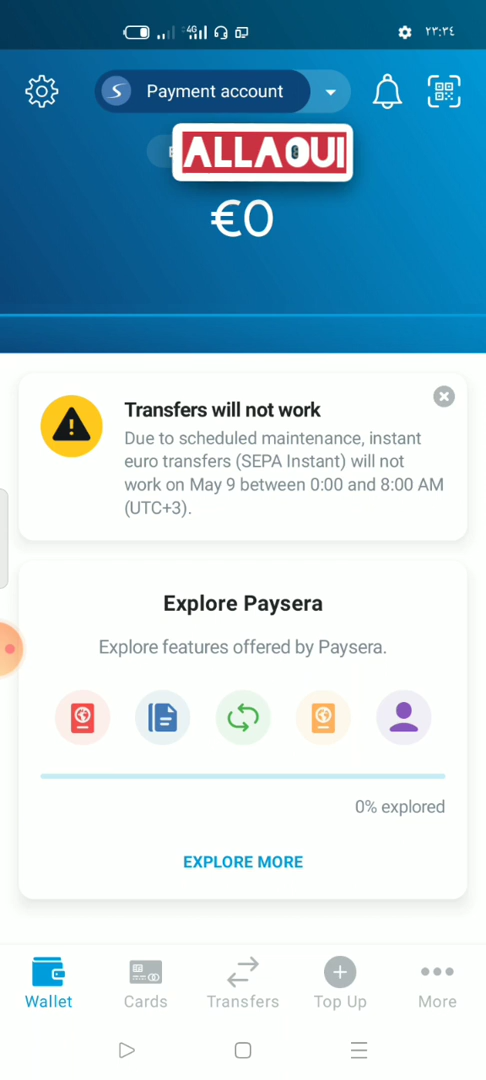 4G
٢٣:٣٤
S Payment account
ALLAOUI
€0
Transfers will not work
Due to scheduled maintenance, instant
euro transfers (SEPA Instant) will not
work on May 9 between 0:00 and 8:00 AM
(UTC+3).
Explore Paysera
Explore features offered by Paysera.
0% explored
EXPLORE MORE
Wallet
Cards
Transfers
Top Up
More